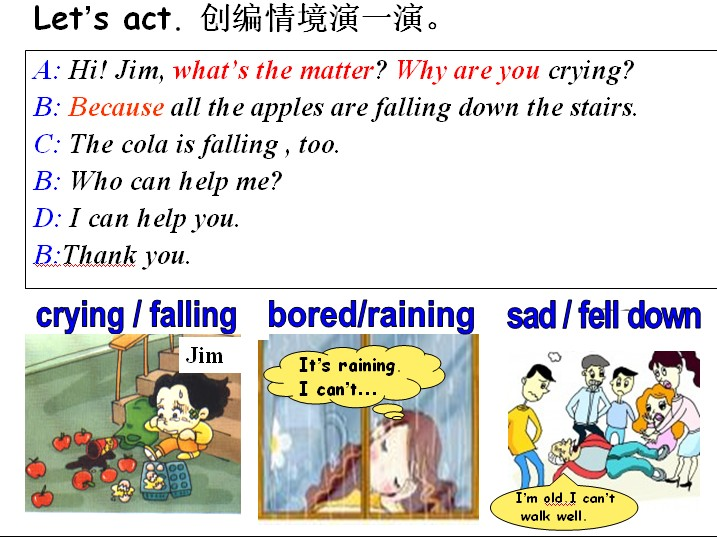 Let's act. 创编情境演一演。
A: Hi! Jim, what's the matter? Why are you crying?
B: Because all the apples are falling down the stairs.
C: The cola is falling , too.
B: Who can help me?
D: I can help you.
B:Thank you.
crying / falling
bored/raining
sad / fell down
Jim
It's raining.
I can't...
I'm old.I can't
walk well.